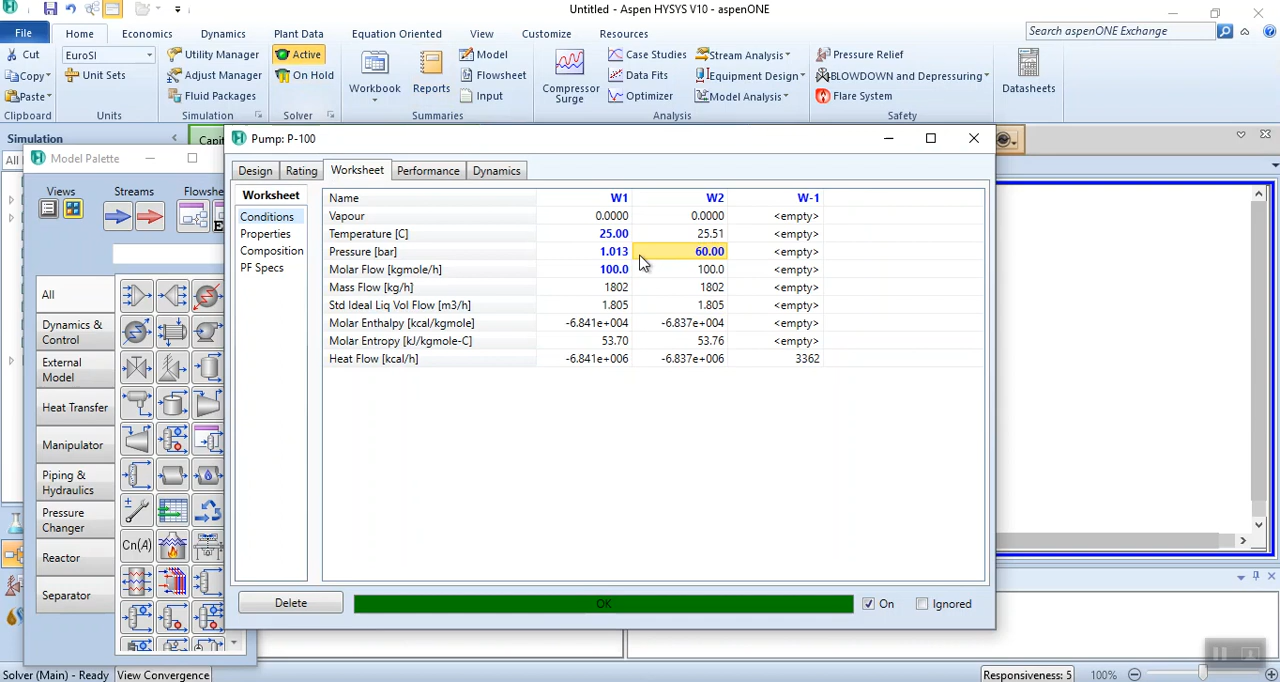 Untitled - Aspen HYSYS V10 - aspenONE
File Home Economics Dynamics Plant Data Equation Oriented View Customize Resources Search aspenONE Exchange
Cut EuroSI Utility Manager Active Model Case Studies Stream Analysis Pressure Relief
Copy Unit Sets Adjust Manager On Hold Workbook Reports Flowsheet Compressor Surge Data Fits Equipment Design BLOWDOWN and Depressuring Datasheets
Paste Fluid Packages Input Optimizer Model Analysis Flare System
Clipboard Units Simulation Solver Summaries Analysis Safety
Simulation Capit Pump: P-100
All Model Palette
Design Rating Worksheet Performance Dynamics
Views Streams Flowshe
Worksheet Name W1 W2 W-1
Conditions Vapour 0.0000 0.0000 <empty>
Properties Temperature [C] 25.00 25.51 <empty>
Composition Pressure [bar] 1.013 60.00 <empty>
PF Specs Molar Flow [kgmole/h] 100.0 100.0 <empty>
Mass Flow [kg/h] 1802 1802 <empty>
Std Ideal Liq Vol Flow [m3/h] 1.805 1.805 <empty>
Molar Enthalpy [kcal/kgmole] -6.841e+004 -6.837e+004 <empty>
Molar Entropy [kJ/kgmole-C] 53.70 53.76 <empty>
Heat Flow [kcal/h] -6.841e+006 -6.837e+006 3362
All
Dynamics & Control
External Model
Heat Transfer
Manipulator
Piping & Hydraulics
Pressure Changer
Cn(A)
Reactor
Separator
Delete OK On Ignored
Solver (Main) - Ready View Convergence Responsiveness: 5 100%